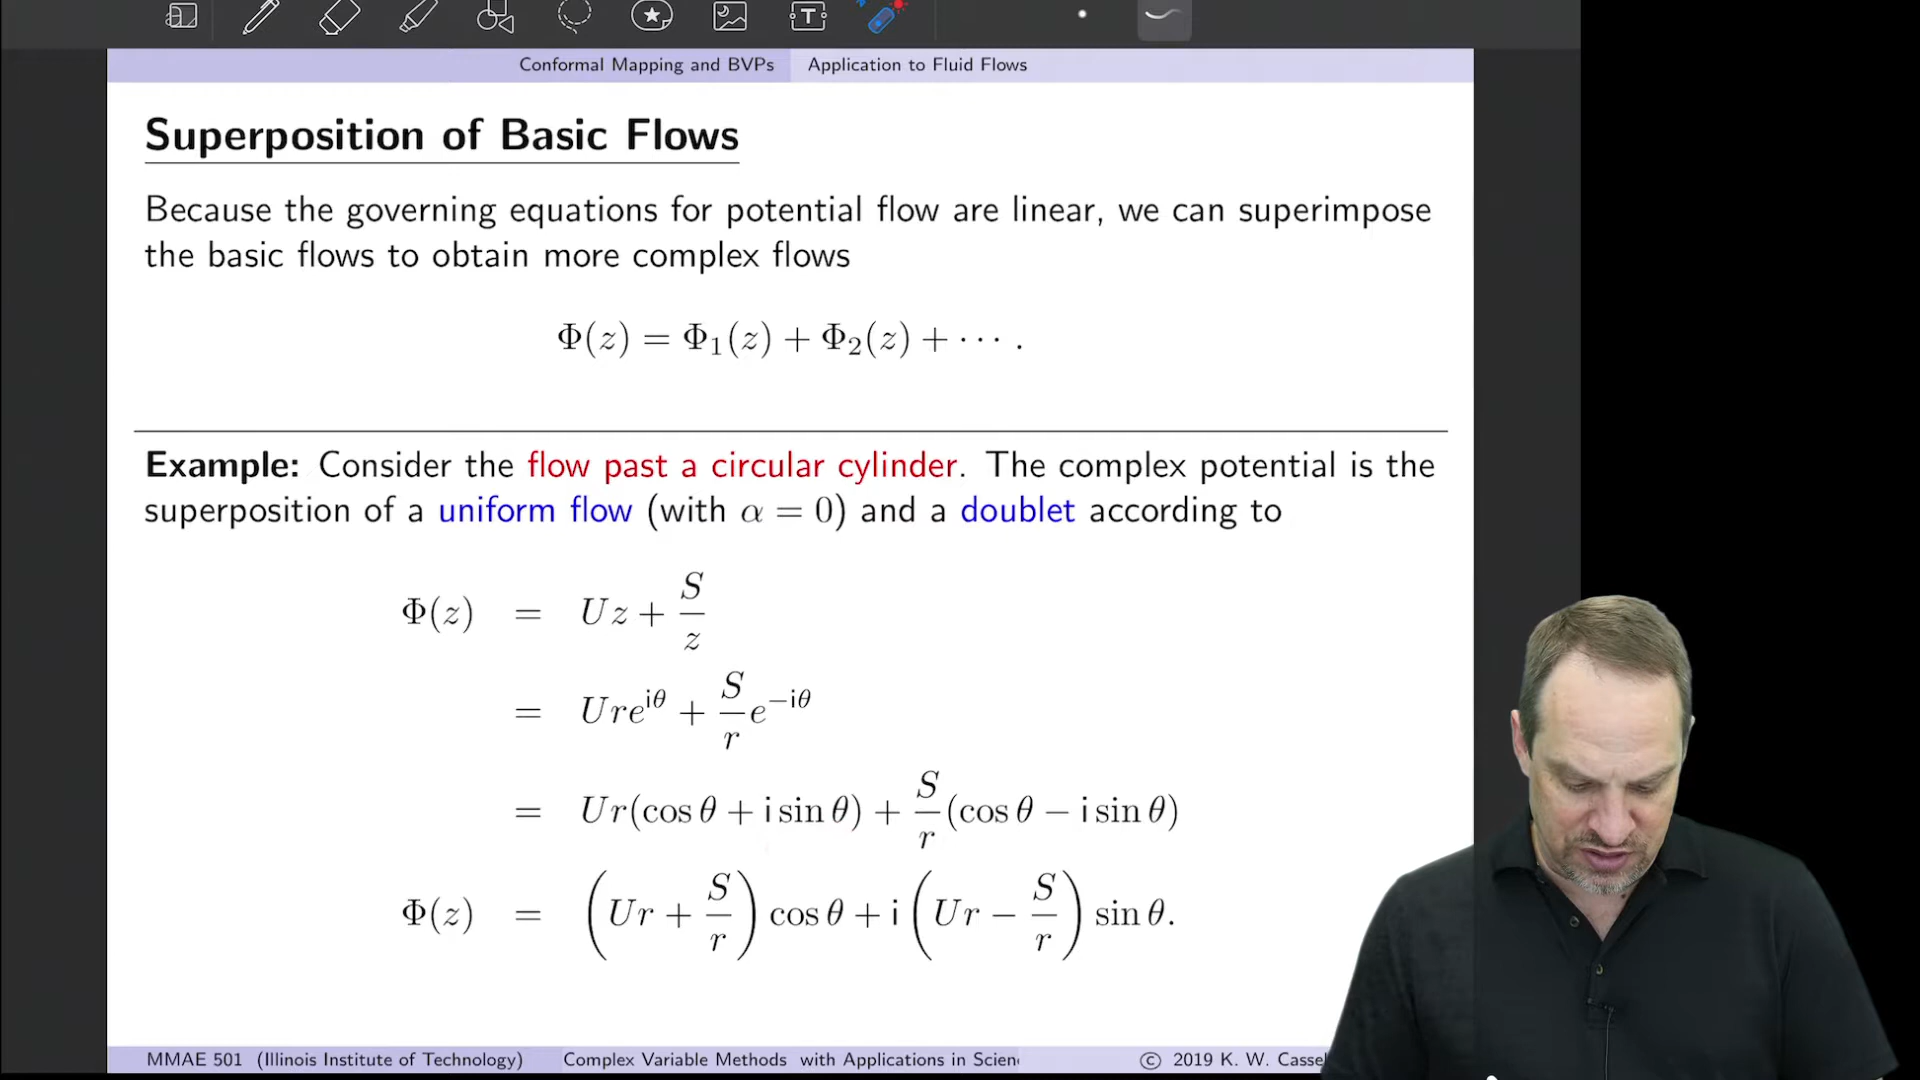 Conformal Mapping and BVPs Application to Fluid Flows
Superposition of Basic Flows
Because the governing equations for potential flow are linear, we can superimpose
the basic flows to obtain more complex flows
Φ(z) = Φ₁(z) + Φ₂(z) + ··· .
Example: Consider the flow past a circular cylinder. The complex potential is the
superposition of a uniform flow (with α = 0) and a doublet according to
Φ(z) = Uz + S/z
= Ure^{iθ} + S/r e^{−iθ}
= Ur(cos θ + i sin θ) + S/r (cos θ − i sin θ)
Φ(z) = (Ur + S/r) cos θ + i (Ur − S/r) sin θ.
MMAE 501 (Illinois Institute of Technology) Complex Variable Methods with Applications in © 2019 K. W.